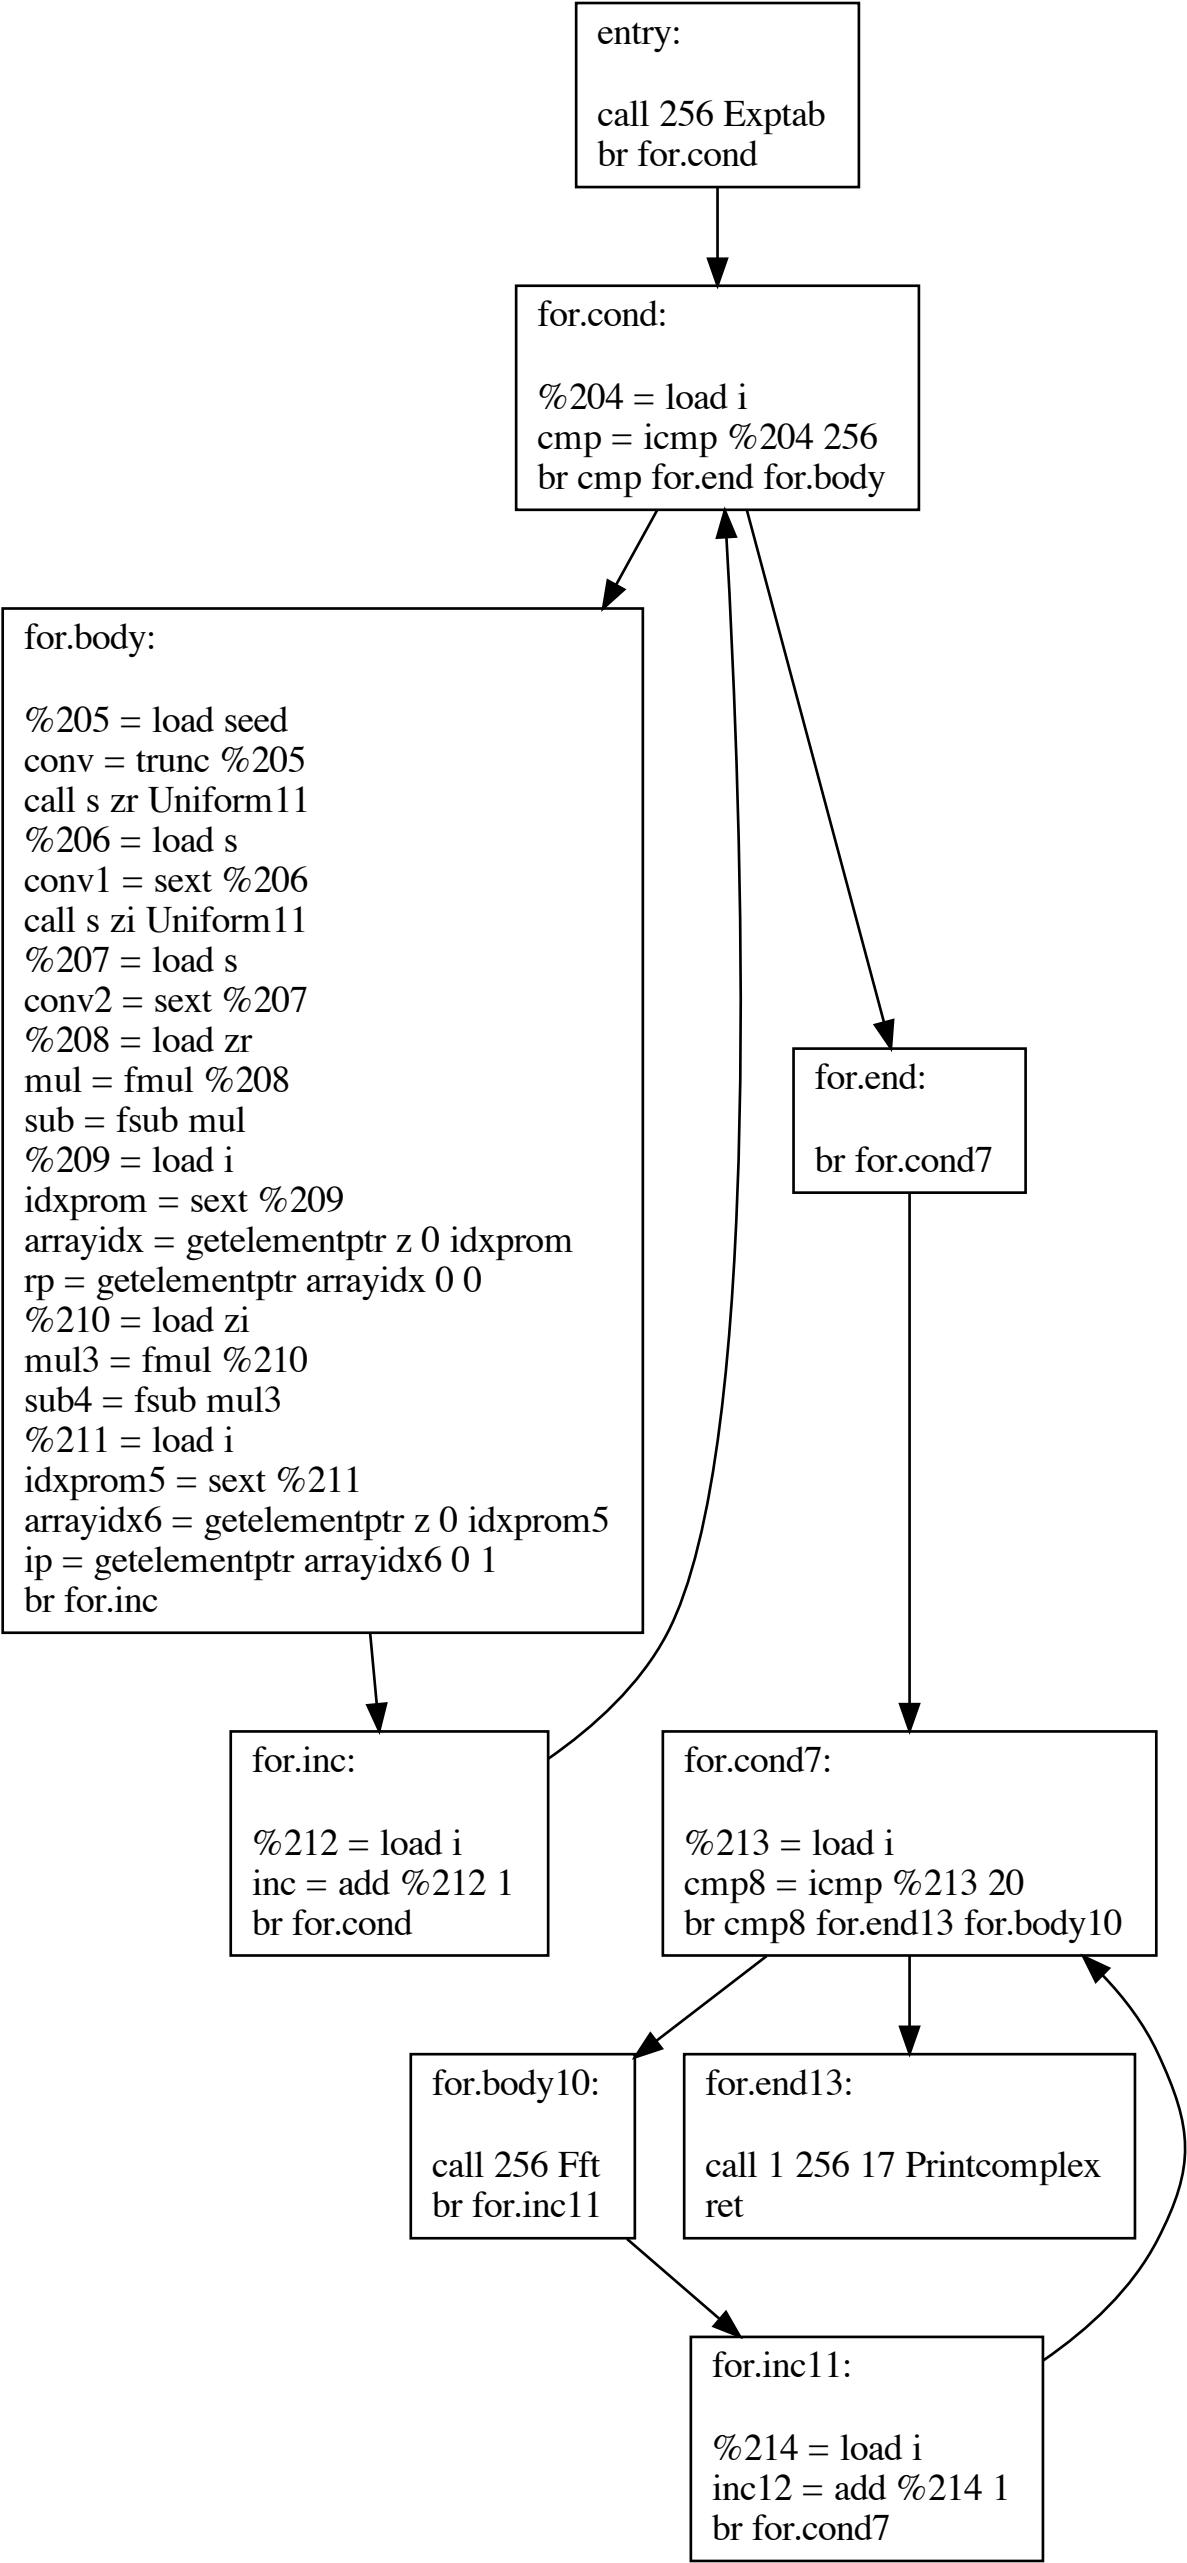 entry:
call 256 Exptab
br for.cond
for.cond:
%204 = load i
cmp = icmp %204 256
br cmp for.end for.body
for.body:
%205 = load seed
conv = trunc %205
call s zr Uniform11
%206 = load s
conv1 = sext %206
call s zi Uniform11
%207 = load s
conv2 = sext %207
%208 = load zr
mul = fmul %208
sub = fsub mul
%209 = load i
idxprom = sext %209
arrayidx = getelementptr z 0 idxprom
rp = getelementptr arrayidx 0 0
%210 = load zi
mul3 = fmul %210
sub4 = fsub mul3
%211 = load i
idxprom5 = sext %211
arrayidx6 = getelementptr z 0 idxprom5
ip = getelementptr arrayidx6 0 1
br for.inc
for.end:
br for.cond7
for.inc:
%212 = load i
inc = add %212 1
br for.cond
for.cond7:
%213 = load i
cmp8 = icmp %213 20
br cmp8 for.end13 for.body10
for.body10:
call 256 Fft
br for.inc11
for.end13:
call 1 256 17 Printcomplex
ret
for.inc11:
%214 = load i
inc12 = add %214 1
br for.cond7